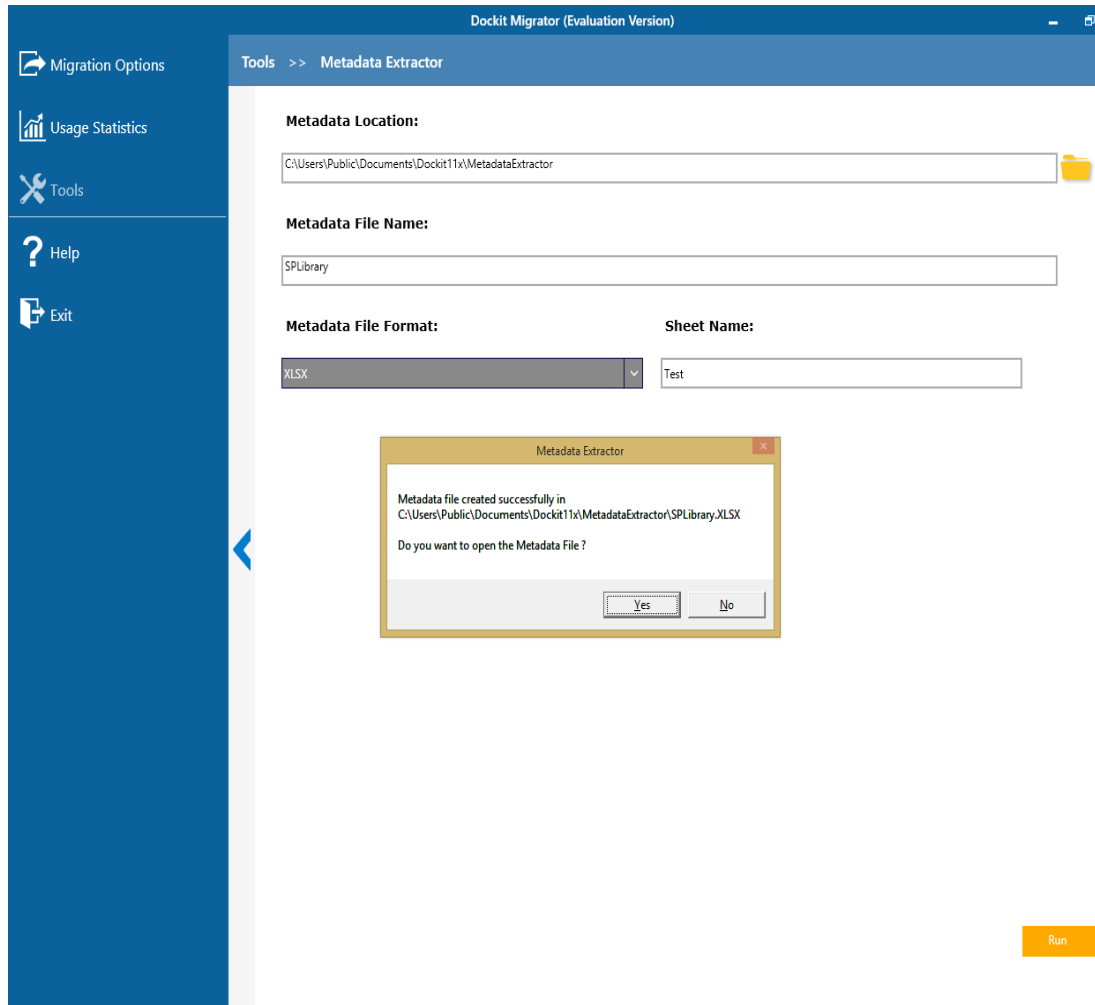 Dockit Migrator (Evaluation Version)
Migration Options
Usage Statistics
Tools
Help
Exit
Tools >> Metadata Extractor
Metadata Location:
C:\Users\Public\Documents\Dockit11x\MetadataExtractor
Metadata File Name:
SPLibrary
Metadata File Format:
Sheet Name:
XLSX
Test
Metadata Extractor
Metadata file created successfully in
C:\Users\Public\Documents\Dockit11x\MetadataExtractor\SPLibrary.XLSX
Do you want to open the Metadata File ?
Yes
No
Run